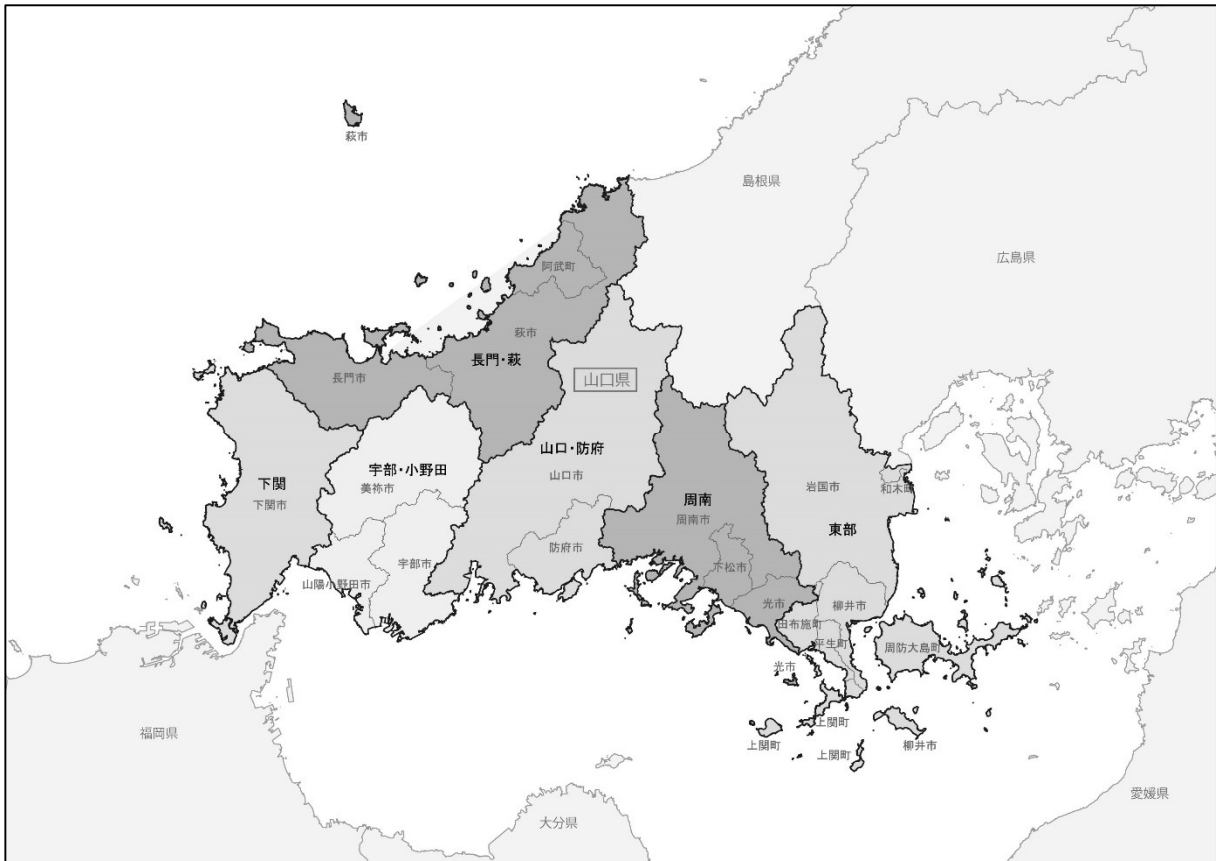 萩市
島根県
広島県
阿武町
萩市
長門・萩
長門市
山口県
山口・防府
山口市
宇部・小野田
美祢市
下関
下関市
周南
周南市
岩国市
和木町
東部
防府市
宇部市
山陽小野田市
下松市
光市
柳井市
田布施町
平生町
周防大島町
光市
上関町
上関町
上関町
柳井市
福岡県
大分県
愛媛県